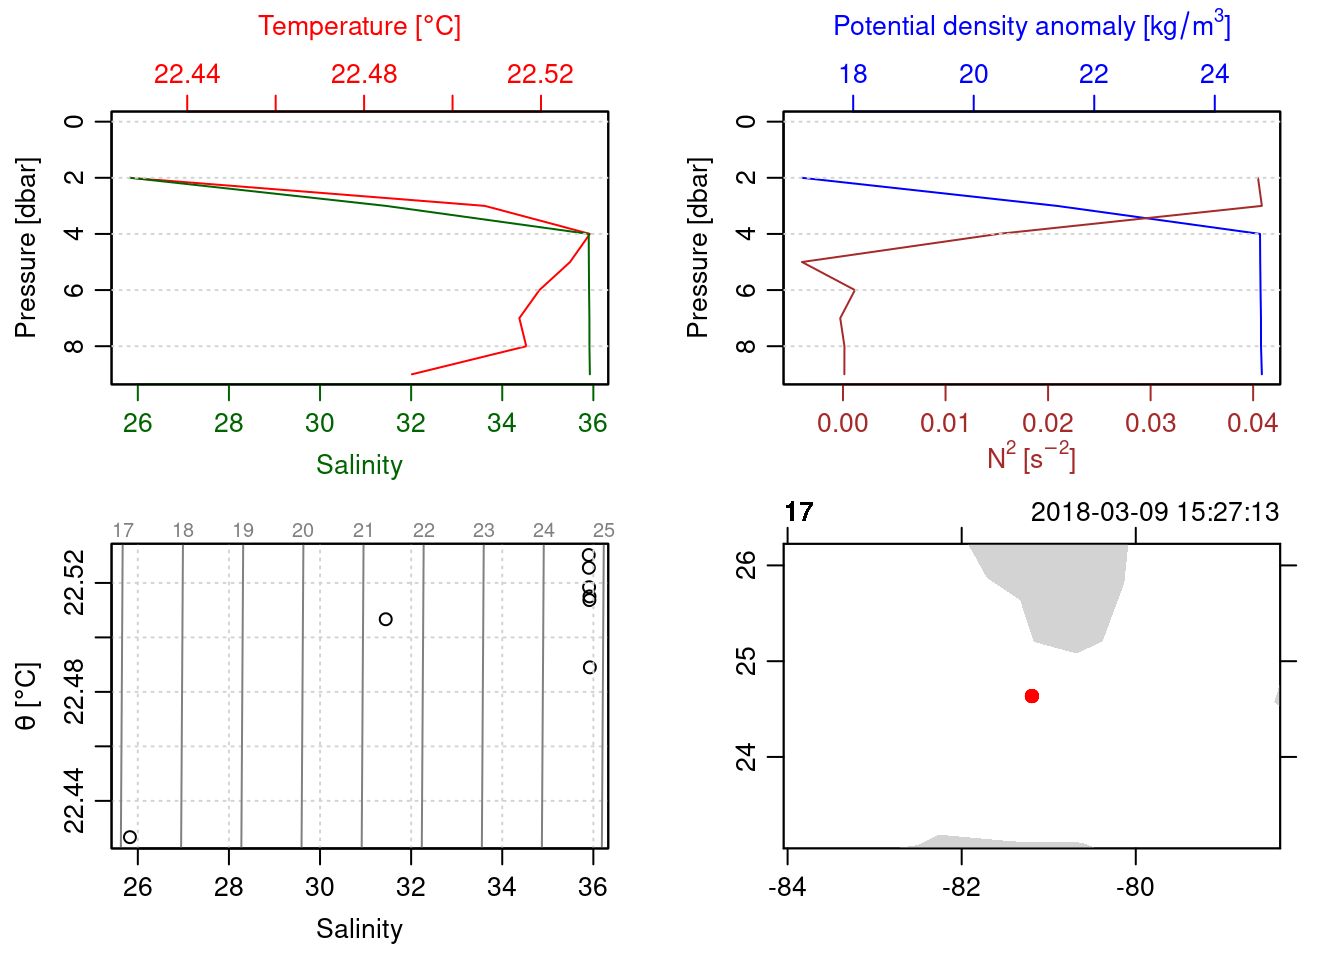 Temperature [°C]
22.44 22.48 22.52
0
2
4
6
8
Pressure [dbar]
26 28 30 32 34 36
Salinity
Potential density anomaly [kg/m³]
18 20 22 24
0
2
4
6
8
Pressure [dbar]
0.00 0.01 0.02 0.03 0.04
N² [s⁻²]
17 18 19 20 21 22 23 24 25
22.52
22.48
22.44
θ [°C]
26 28 30 32 34 36
Salinity
17 2018-03-09 15:27:13
26
25
24
-84 -82 -80